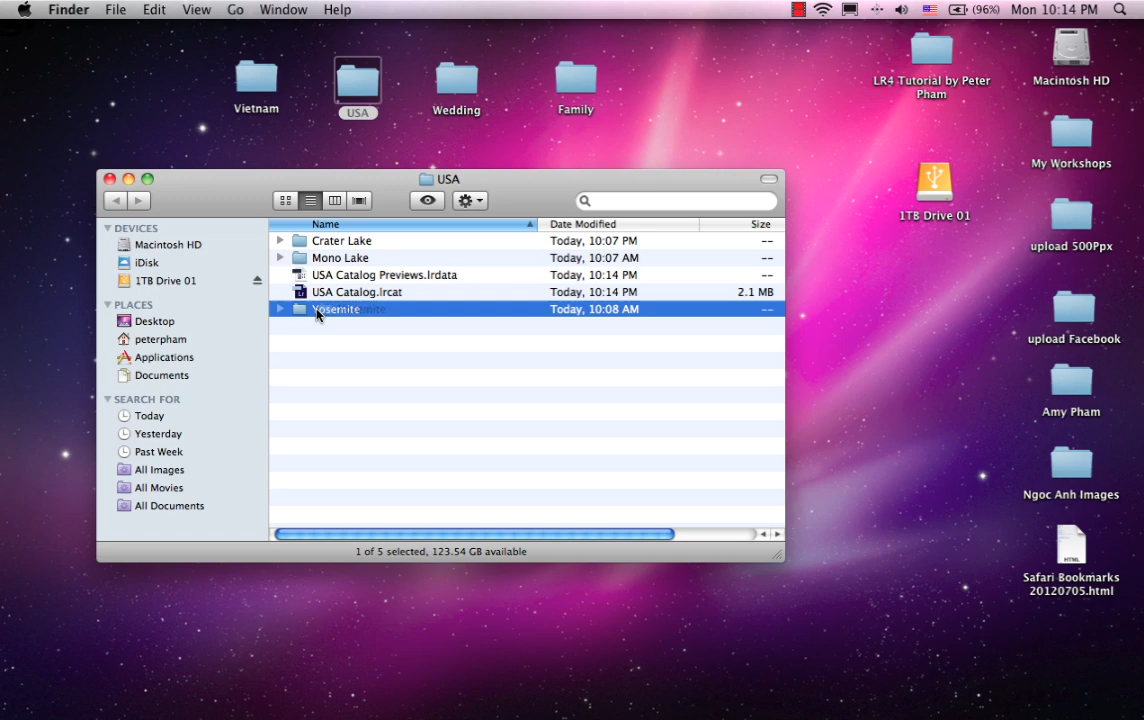 Finder File Edit View Go Window Help (96%) Mon 10:14 PM
Vietnam
USA
Wedding
Family
LR4 Tutorial by Peter
Pham
Macintosh HD
My Workshops
1TB Drive 01
upload 500Ppx
upload Facebook
Amy Pham
Ngoc Anh Images
HTML
Safari Bookmarks
20120705.html
USA
DEVICES
Macintosh HD
iDisk
1TB Drive 01
PLACES
Desktop
peterpham
Applications
Documents
SEARCH FOR
Today
Yesterday
Past Week
All Images
All Movies
All Documents
Name Date Modified Size
Crater Lake Today, 10:07 PM --
Mono Lake Today, 10:07 AM --
USA Catalog Previews.lrdata Today, 10:14 PM --
USA Catalog.lrcat Today, 10:14 PM 2.1 MB
Yosemite Today, 10:08 AM --
1 of 5 selected, 123.54 GB available